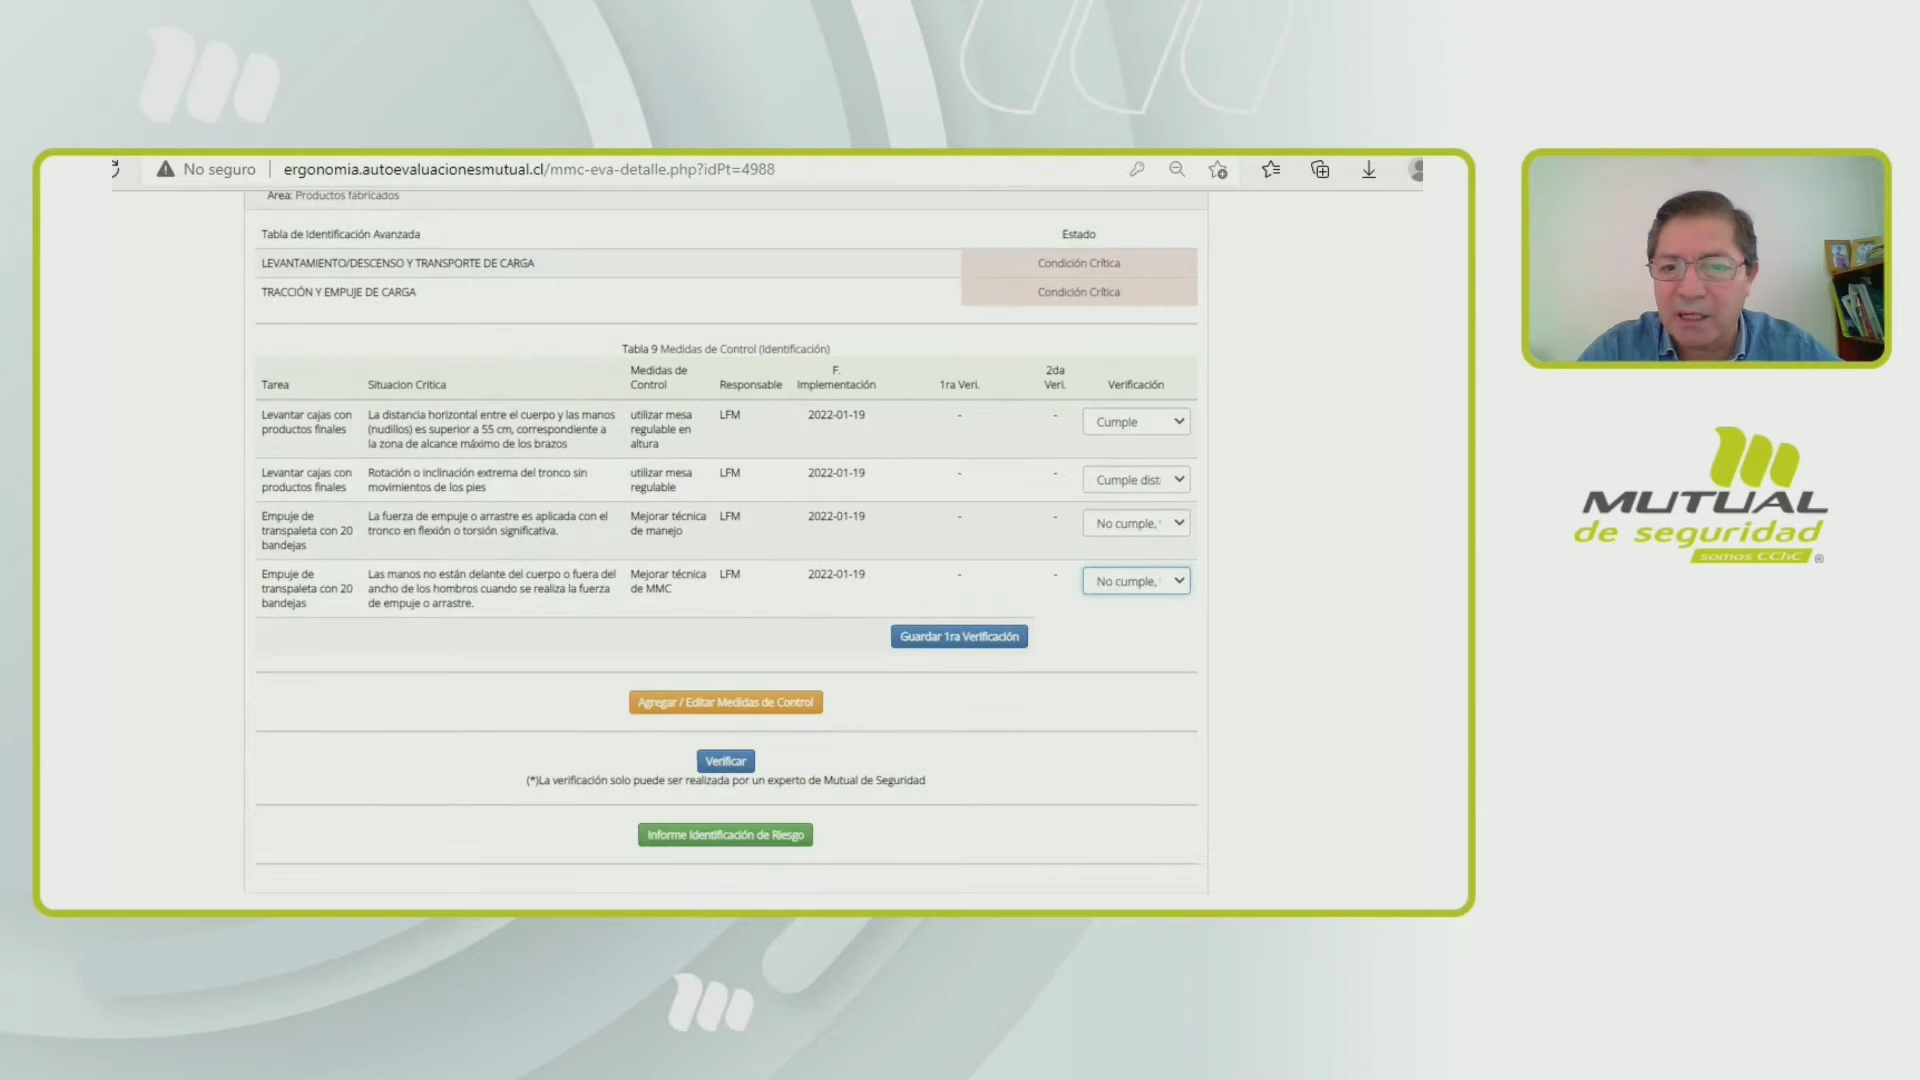 No seguro
ergonomia.autoevaluacionesmutual.cl/mmc-eva-detalle.php?idPt=4988
Area: Productos fabricados
Tabla de Identificación Avanzada Estado
LEVANTAMIENTO/DESCENSO Y TRANSPORTE DE CARGA Condición Crítica
TRACCIÓN Y EMPUJE DE CARGA Condición Crítica
Tabla 9 Medidas de Control (Identificación)
Tarea Situacion Critica Medidas de Control Responsable F. Implementación 1ra Veri. 2da Veri. Verificación
Levantar cajas con productos finales La distancia horizontal entre el cuerpo y las manos (nudillos) es superior a 55 cm, correspondiente a la zona de alcance máximo de los brazos utilizar mesa regulable en altura LFM 2022-01-19 - - Cumple
Levantar cajas con productos finales Rotación o inclinación extrema del tronco sin movimientos de los pies utilizar mesa regulable LFM 2022-01-19 - - Cumple dist
Empuje de transpaleta con 20 bandejas La fuerza de empuje o arrastre es aplicada con el tronco en flexión o torsión significativa. Mejorar técnica de manejo LFM 2022-01-19 - - No cumple,
Empuje de transpaleta con 20 bandejas Las manos no están delante del cuerpo o fuera del ancho de los hombros cuando se realiza la fuerza de empuje o arrastre. Mejorar técnica de MMC LFM 2022-01-19 - - No cumple,
Guardar 1ra Verificación
Agregar / Editar Medidas de Control
Verificar
(*)La verificación solo puede ser realizada por un experto de Mutual de Seguridad
Informe Identificación de Riesgo
MUTUAL
de seguridad
somos CChC ®